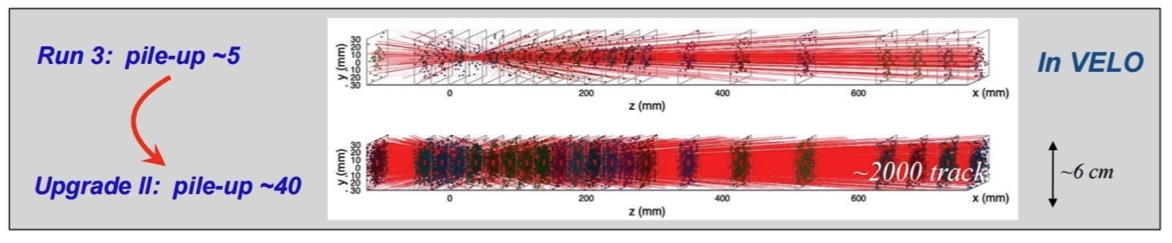 Run 3: pile-up ~5
Upgrade II: pile-up ~40
y (mm)
30
20
10
0
10
20
- 30
0
200
400
600
x (mm)
z (mm)
y (mm)
30
20
10
0
10
20
- 30
~2000 track
0
200
400
600
x (mm)
z (mm)
In VELO
~6 cm